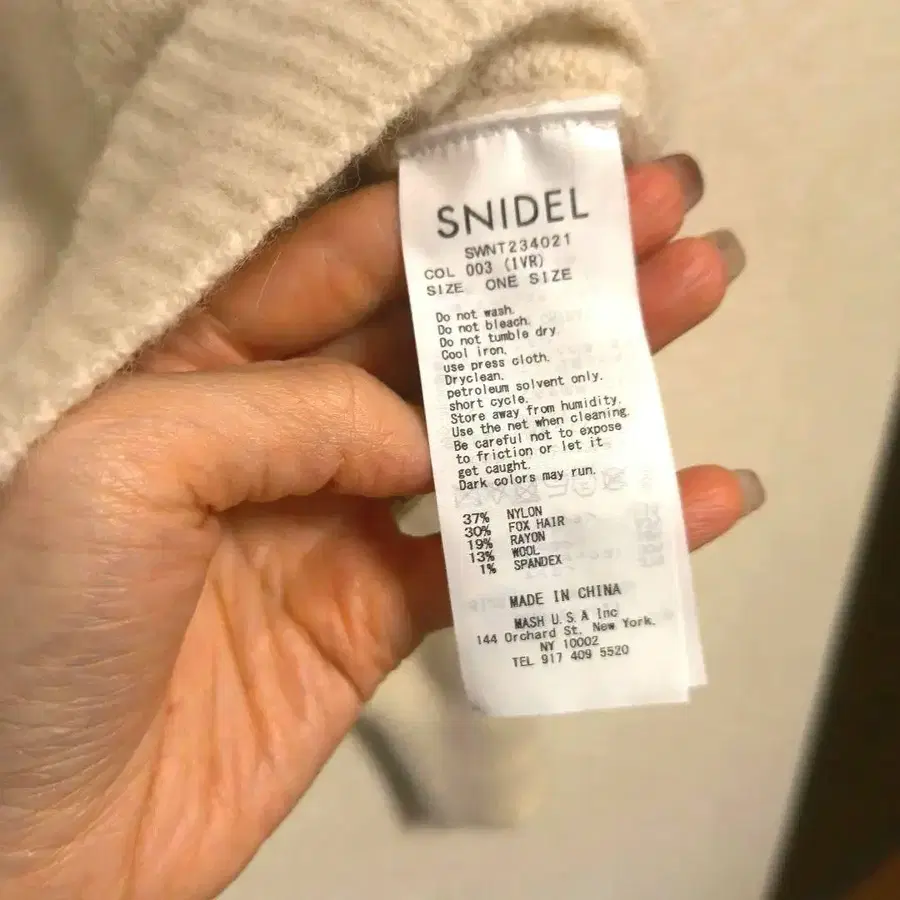 SNIDEL
SWNT234021
COL 003 (IVR)
SIZE ONE SIZE
Do not wash.
Do not bleach.
Do not tumble dry
Cool iron.
use press cloth.
Dryclean.
petroleum solvent only.
short cycle.
Store away from humidity.
Use the net when cleaning.
Be careful not to expose
to friction or let it
get caught.
Dark colors may run.
37% NYLON
30% FOX HAIR
19% RAYON
13% WOOL
1% SPANDEX
MADE IN CHINA
MASH U.S.A Inc
144 Orchard St, New York,
NY 10002
TEL 917 409 5520